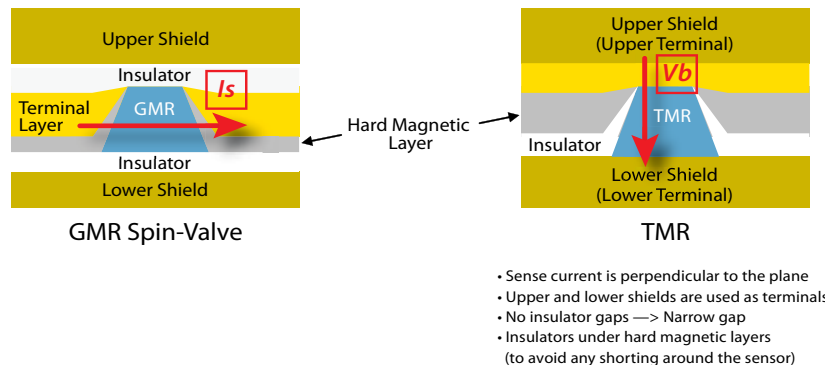 Upper Shield
Insulator
Is
GMR
Terminal
Layer
Insulator
Lower Shield
GMR Spin-Valve
Hard Magnetic
Layer
Upper Shield
(Upper Terminal)
Vb
TMR
Insulator
Lower Shield
(Lower Terminal)
TMR
• Sense current is perpendicular to the plane
• Upper and lower shields are used as terminals
• No insulator gaps —> Narrow gap
• Insulators under hard magnetic layers
(to avoid any shorting around the sensor)